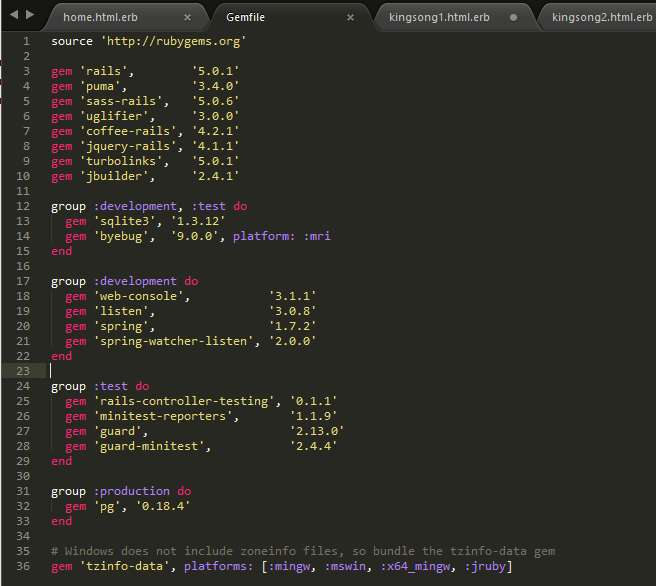 home.html.erb × Gemfile × kingsong1.html.erb kingsong2.html.erb
1 source 'http://rubygems.org'
2
3 gem 'rails', '5.0.1'
4 gem 'puma', '3.4.0'
5 gem 'sass-rails', '5.0.6'
6 gem 'uglifier', '3.0.0'
7 gem 'coffee-rails', '4.2.1'
8 gem 'jquery-rails', '4.1.1'
9 gem 'turbolinks', '5.0.1'
10 gem 'jbuilder', '2.4.1'
11
12 group :development, :test do
13 gem 'sqlite3', '1.3.12'
14 gem 'byebug', '9.0.0', platform: :mri
15 end
16
17 group :development do
18 gem 'web-console', '3.1.1'
19 gem 'listen', '3.0.8'
20 gem 'spring', '1.7.2'
21 gem 'spring-watcher-listen', '2.0.0'
22 end
23
24 group :test do
25 gem 'rails-controller-testing', '0.1.1'
26 gem 'minitest-reporters', '1.1.9'
27 gem 'guard', '2.13.0'
28 gem 'guard-minitest', '2.4.4'
29 end
30
31 group :production do
32 gem 'pg', '0.18.4'
33 end
34
35 # Windows does not include zoneinfo files, so bundle the tzinfo-data gem
36 gem 'tzinfo-data', platforms: [:mingw, :mswin, :x64_mingw, :jruby]